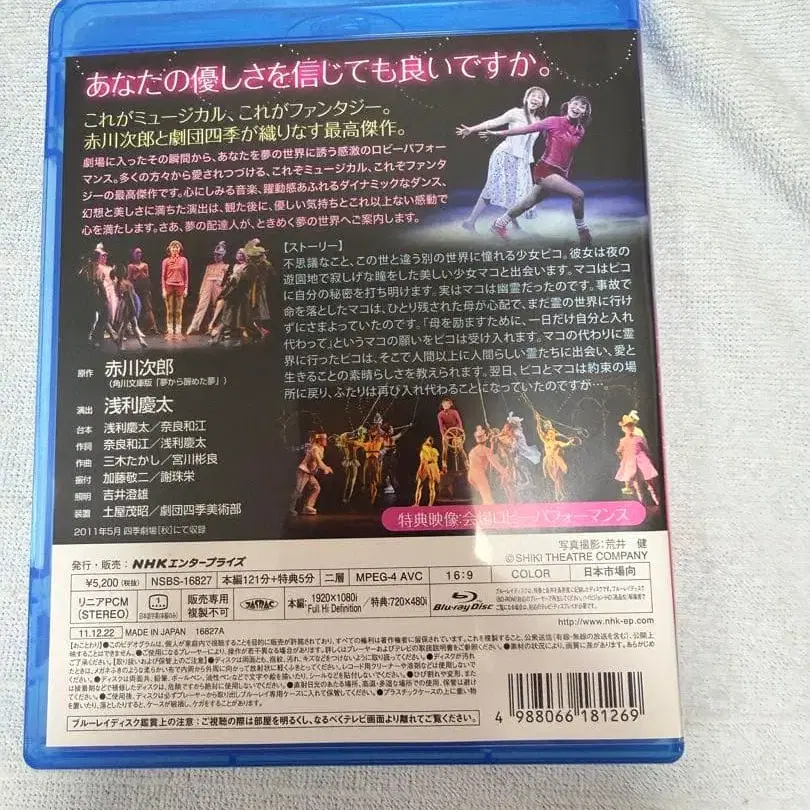 あなたの優しさを信じても良いですか。
これがミュージカル、これがファンタジー。
赤川次郎と劇団四季が織りなす最高傑作。
劇場に入ったその瞬間から、あなたを夢の世界に誘う感激のロビーパフォー
マンス。多くの方々から愛されつづける、これぞミュージカル、これぞファンタ
ジーの最高傑作です。心にしみる音楽、躍動感あふれるダイナミックなダンス、
幻想と美しさに満ちた演出は、観た後に、優しい気持ちとこれ以上ない感動で
心を満たします。さあ、夢の配達人が、ときめく夢の世界へご案内します。
【ストーリー】
不思議なこと、この世と違う別の世界に憧れる少女ピコ。彼女は夜の
遊園地で寂しげな瞳をした美しい少女マコと出会います。マコはピコ
に自分の秘密を打ち明けます。実はマコは幽霊だったのです。事故で
命を落としたマコは、ひとり残された母が心配で、まだ霊の世界に行け
ずにさまよっていたのです。「母を励ますために、一日だけ自分と入れ
代わって」というマコの願いをピコは受け入れます。マコの代わりに霊
界に行ったピコは、そこで人間以上に人間らしい霊たちに出会い、愛と
生きることの素晴らしさを教えられます。翌日、ピコとマコは約束の場
所に戻り、ふたりは再び入れ代わることになっていたのですが…。
原作 赤川次郎
(角川文庫版「夢から醒めた夢」)
演出 浅利慶太
台本 浅利慶太/奈良和江
作詞 奈良和江/浅利慶太
作曲 三木たかし/宮川彬良
振付 加藤敬二/謝珠栄
照明 吉井澄雄
装置 土屋茂昭/劇団四季美術部
2011年5月 四季劇場[秋]にて収録
特典映像:会場ロビーパフォーマンス
写真撮影:荒井 健
©SHIKI THEATRE COMPANY
発行・販売:NHKエンタープライズ
¥5,200(税抜) NSBS-16827 本編121分+特典5分 二層 MPEG-4 AVC 16:9 COLOR 日本市場向
リニアPCM
(STEREO)
販売専用
複製不可
JASRAC
本編:1920×1080i
Full Hi Definition
/特典:720×480i
Blu-ray Disc
http://www.nhk-ep.com
11.12.22 MADE IN JAPAN 16827A
ブルーレイディスク鑑賞上の注意:ご視聴の際は部屋を明るくし、なるべくテレビ画面より離れてご覧ください。
4 988066 181269